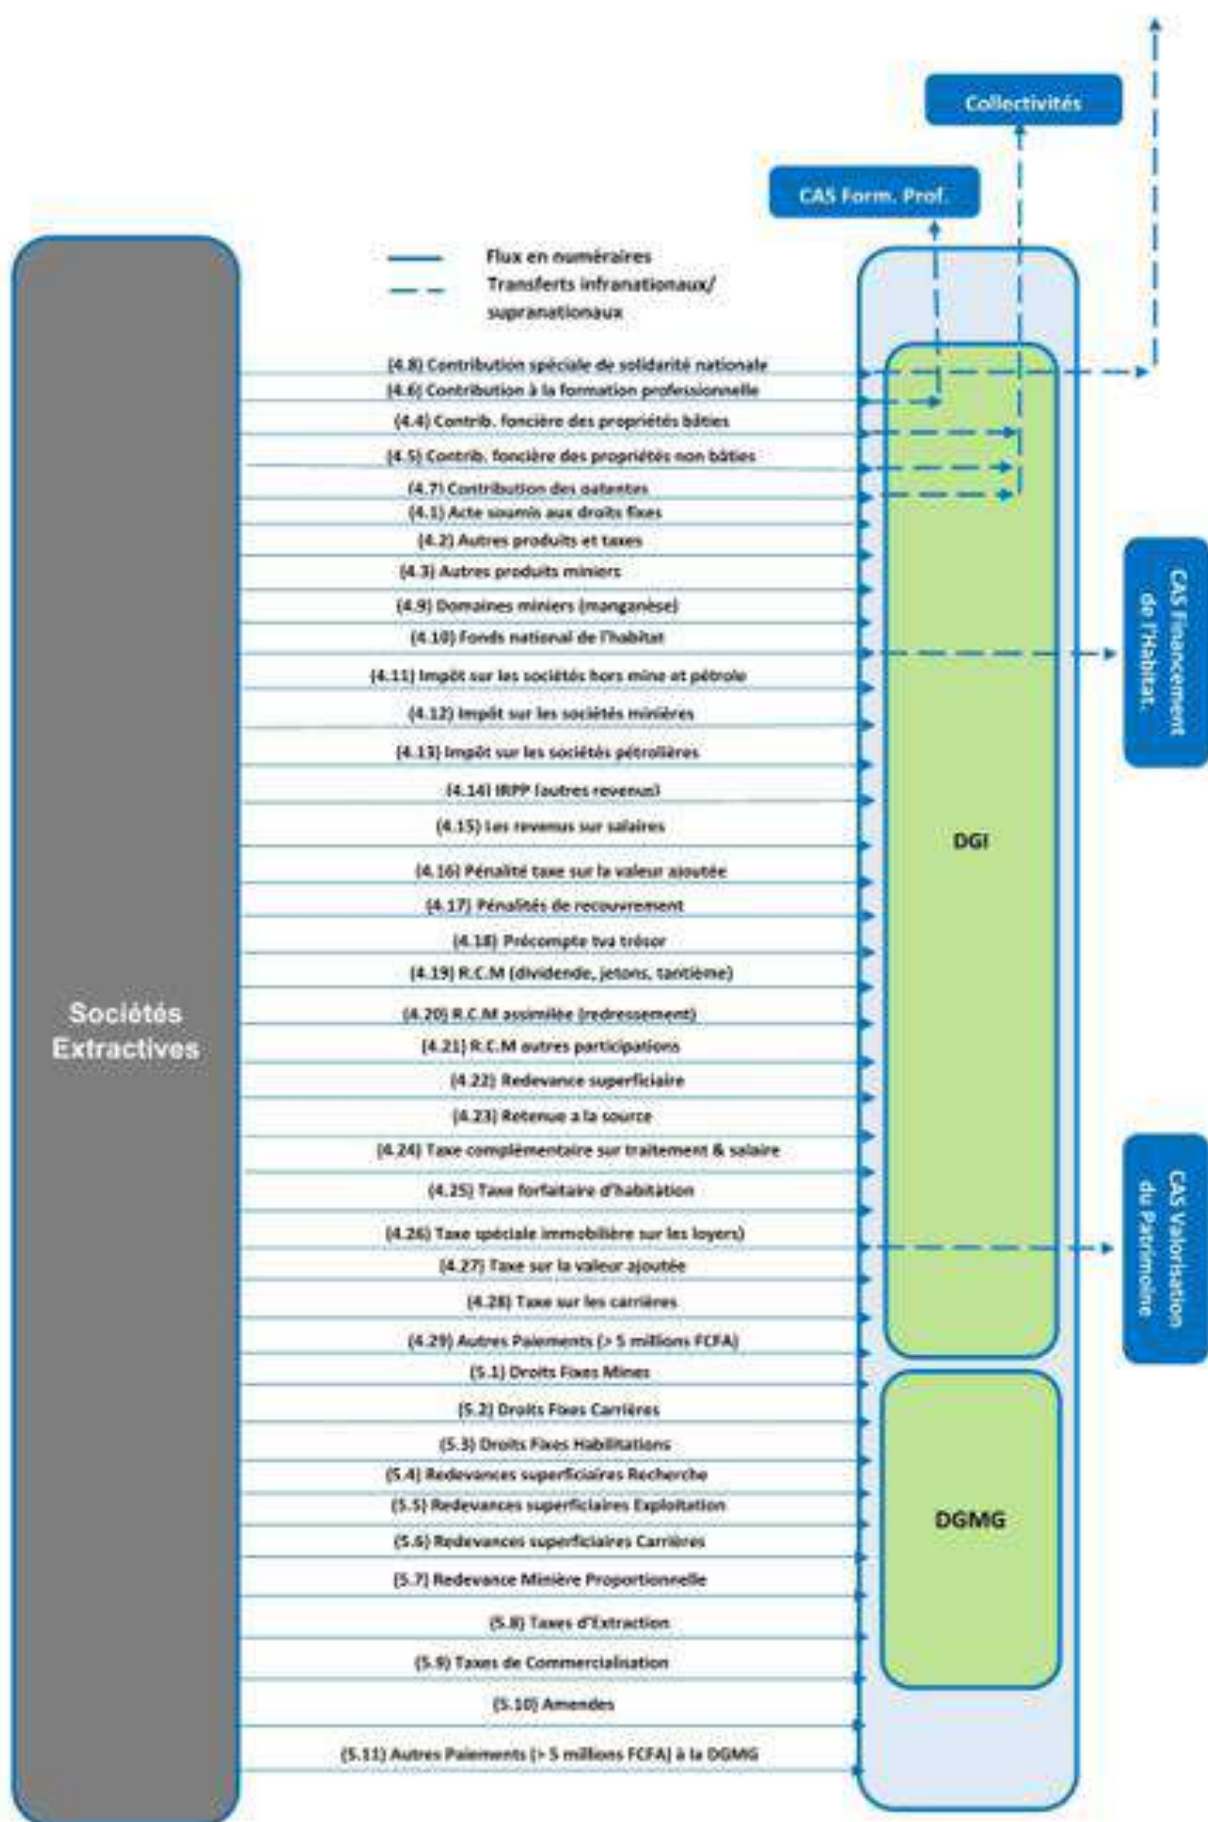 Collectivités
CAS Form. Prof.
Flux en numéraires
Transferts infranationaux/
supranationaux
(4.8) Contribution spéciale de solidarité nationale
(4.6) Contribution à la formation professionnelle
(4.4) Contrib. foncière des propriétés bâties
(4.5) Contrib. foncière des propriétés non bâties
(4.7) Contribution des patentes
(4.1) Acte soumis aux droits fixes
(4.2) Autres produits et taxes
(4.3) Autres produits miniers
(4.9) Domaines miniers (manganèse)
(4.10) Fonds national de l'habitat
(4.11) Impôt sur les sociétés hors mine et pétrole
(4.12) Impôt sur les sociétés minières
(4.13) Impôt sur les sociétés pétrolières
(4.14) IRPP (autres revenus)
(4.15) Les revenus sur salaires
(4.16) Pénalité taxe sur la valeur ajoutée
(4.17) Pénalités de recouvrement
(4.18) Précompte tva trésor
(4.19) R.C.M (dividende, jetons, tantième)
(4.20) R.C.M assimilée (redressement)
(4.21) R.C.M autres participations
(4.22) Redevance superficiaire
(4.23) Retenue a la source
(4.24) Taxe complémentaire sur traitement & salaire
(4.25) Taxe forfaitaire d'habitation
(4.26) Taxe spéciale immobilière sur les loyers)
(4.27) Taxe sur la valeur ajoutée
(4.28) Taxe sur les carrières
(4.29) Autres Paiements (> 5 millions FCFA)
(5.1) Droits Fixes Mines
(5.2) Droits Fixes Carrières
(5.3) Droits Fixes Habilitations
(5.4) Redevances superficiaires Recherche
(5.5) Redevances superficiaires Exploitation
(5.6) Redevances superficiaires Carrières
(5.7) Redevance Minière Proportionnelle
(5.8) Taxes d'Extraction
(5.9) Taxes de Commercialisation
(5.10) Amendes
(5.11) Autres Paiements (> 5 millions FCFA) à la DGMG
Sociétés
Extractives
DGI
DGMG
CAS Financement
de l'Habitat.
CAS Valorisation
du Patrimoine